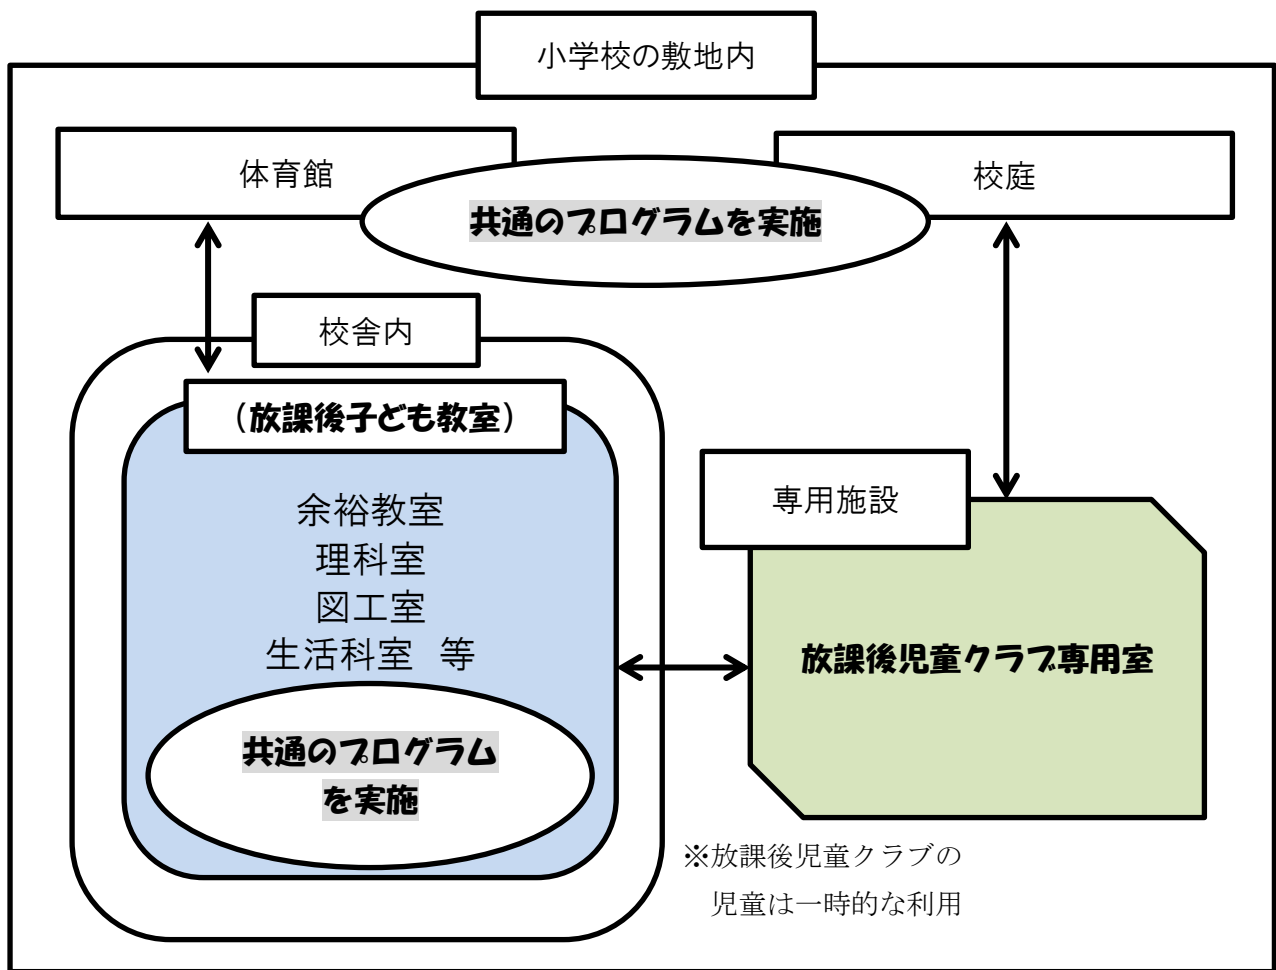 小学校の敷地内
体育館
校庭
共通のプログラムを実施
校舎内
（放課後子ども教室）
余裕教室
理科室
図工室
生活科室　等
共通のプログラム
を実施
専用施設
放課後児童クラブ専用室
※放課後児童クラブの
児童は一時的な利用